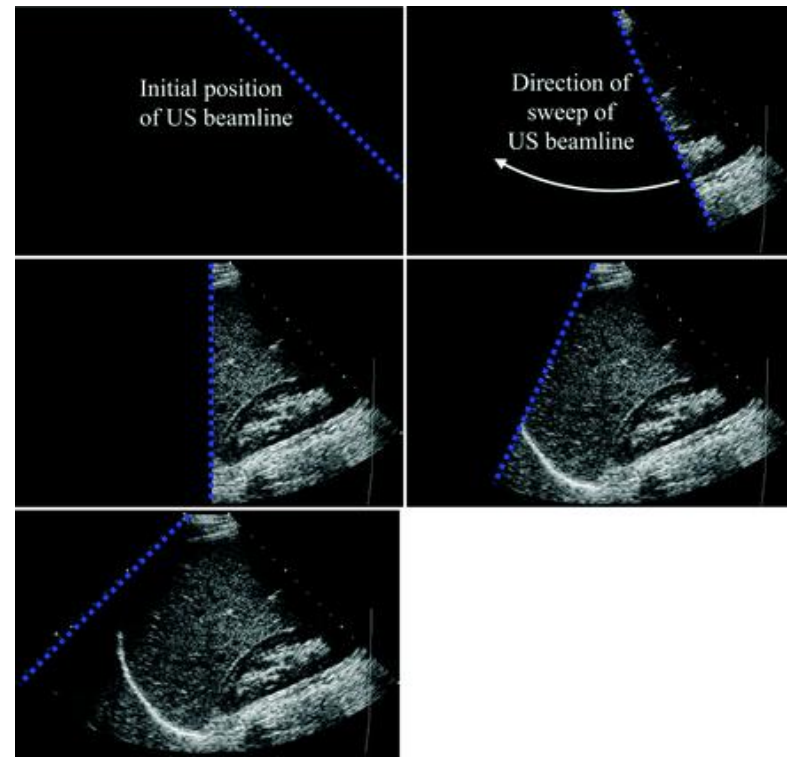 Initial position
of US beamline
Direction of
sweep of
US beamline